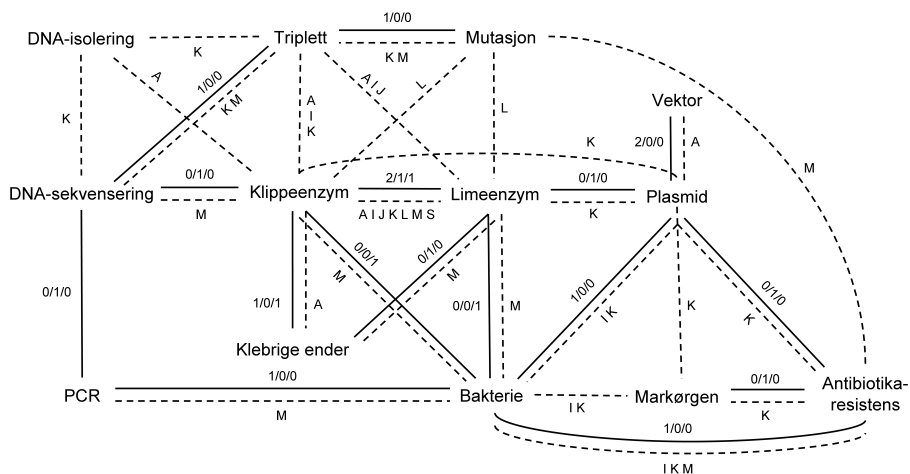 1/0/0
DNA-isolering
K
Triplett
K M
Mutasjon
A
1/0/0
K M
A I J
L
K
A
I
K
L
Vektor
2/0/0
A
K
M
DNA-sekvensering
0/1/0
M
Klippeenzym
2/1/1
A I J K L M S
Limeenzym
0/1/0
K
Plasmid
0/0/1
M
0/1/0
M
0/1/0
1/0/1
A
0/0/1
M
1/0/0
I K
K
0/1/0
K
Klebrige ender
PCR
1/0/0
M
Bakterie
I K
Markørgen
0/1/0
K
Antibiotika-
resistens
1/0/0
I K M